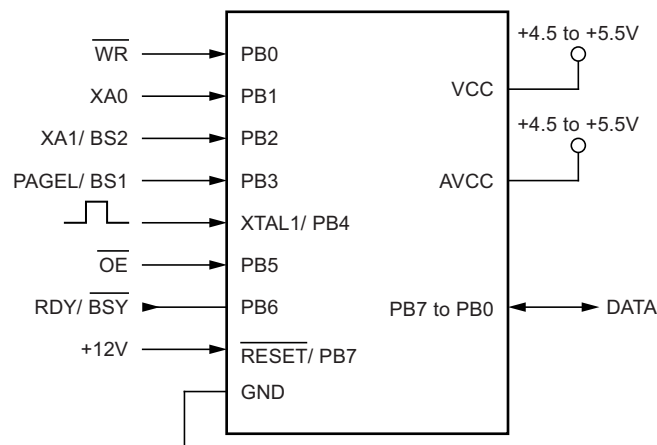 WR PB0
XA0 PB1
XA1/ BS2 PB2
PAGEL/ BS1 PB3
XTAL1/ PB4
OE PB5
RDY/ BSY PB6
+12V RESET/ PB7
GND
+4.5 to +5.5V
VCC
+4.5 to +5.5V
AVCC
PB7 to PB0 DATA